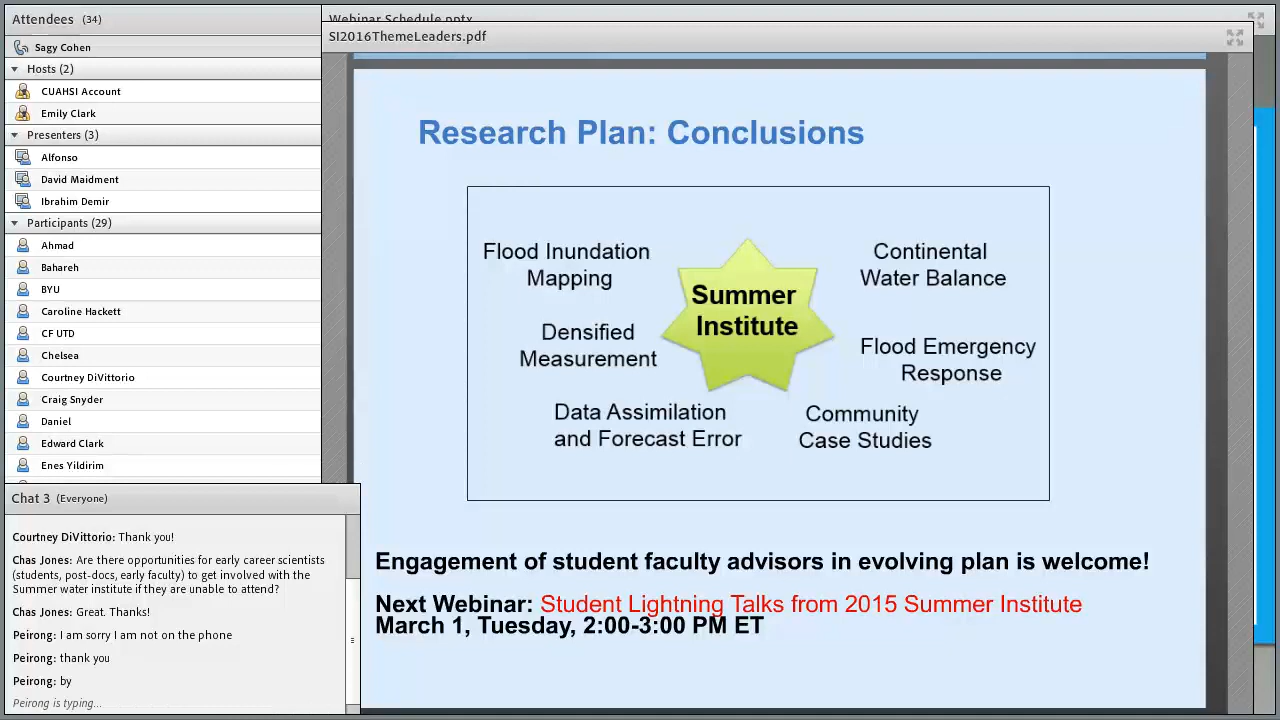 Attendees (34)
Sagy Cohen
Hosts (2)
CUAHSI Account
Emily Clark
Presenters (3)
Alfonso
David Maidment
Ibrahim Demir
Participants (29)
Ahmad
Bahareh
BYU
Caroline Hackett
CF UTD
Chelsea
Courtney DiVittorio
Craig Snyder
Daniel
Edward Clark
Enes Yildirim
Chat 3 (Everyone)
Courtney DiVittorio: Thank you!
Chas Jones: Are there opportunities for early career scientists
(students, post-docs, early faculty) to get involved with the
Summer water institute if they are unable to attend?
Chas Jones: Great. Thanks!
Peirong: I am sorry I am not on the phone
Peirong: thank you
Peirong: by
Peirong is typing...
Webinar Schedule.pptx
SI2016ThemeLeaders.pdf
Research Plan: Conclusions
Flood Inundation
Mapping
Densified
Measurement
Data Assimilation
and Forecast Error
Summer
Institute
Continental
Water Balance
Flood Emergency
Response
Community
Case Studies
Engagement of student faculty advisors in evolving plan is welcome!
Next Webinar: Student Lightning Talks from 2015 Summer Institute
March 1, Tuesday, 2:00-3:00 PM ET